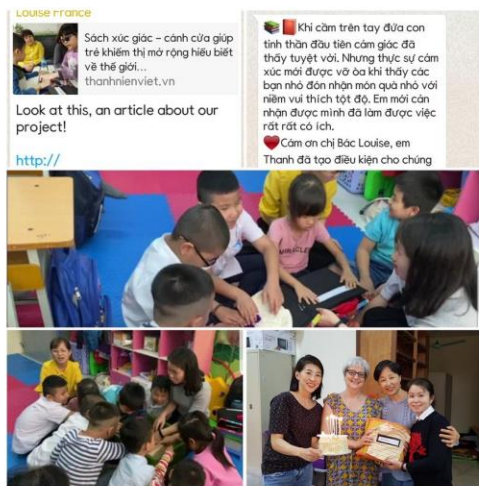 Louise France
Sách xúc giác – cánh cửa giúp
trẻ khiếm thị mở rộng hiểu biết
về thế giới...
thanhnienviet.vn
Look at this, an article about our
project!
http://
📚📕Khi cầm trên tay đứa con
tinh thần đầu tiên cảm giác đã
thấy tuyệt vời. Nhưng thực sự cảm
xúc mới được vỡ òa khi thấy các
bạn nhỏ đón nhận món quà nhỏ với
niềm vui thích tột độ. Em mới cản
nhận được mình đã làm được việc
rất rất có ích.
❤️Cám ơn chị Bác Louise, em
Thanh đã tạo điều kiện cho chúng